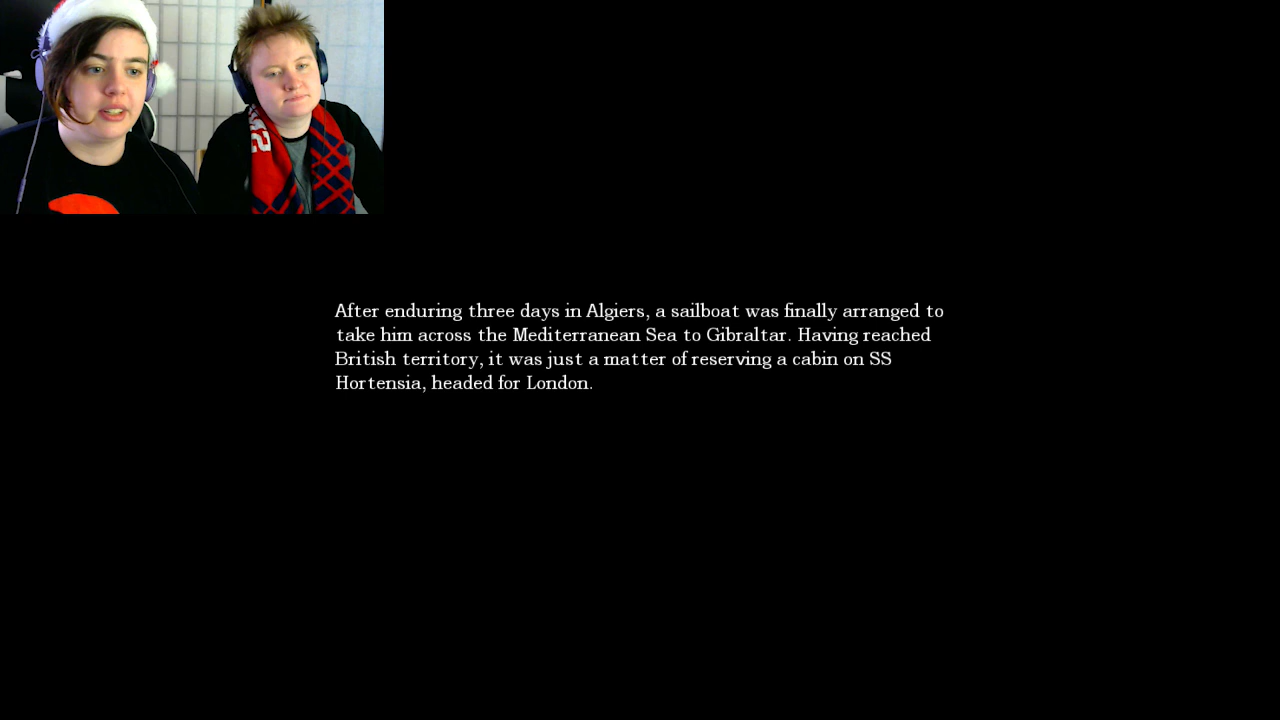 After enduring three days in Algiers, a sailboat was finally arranged to
take him across the Mediterranean Sea to Gibraltar. Having reached
British territory, it was just a matter of reserving a cabin on SS
Hortensia, headed for London.